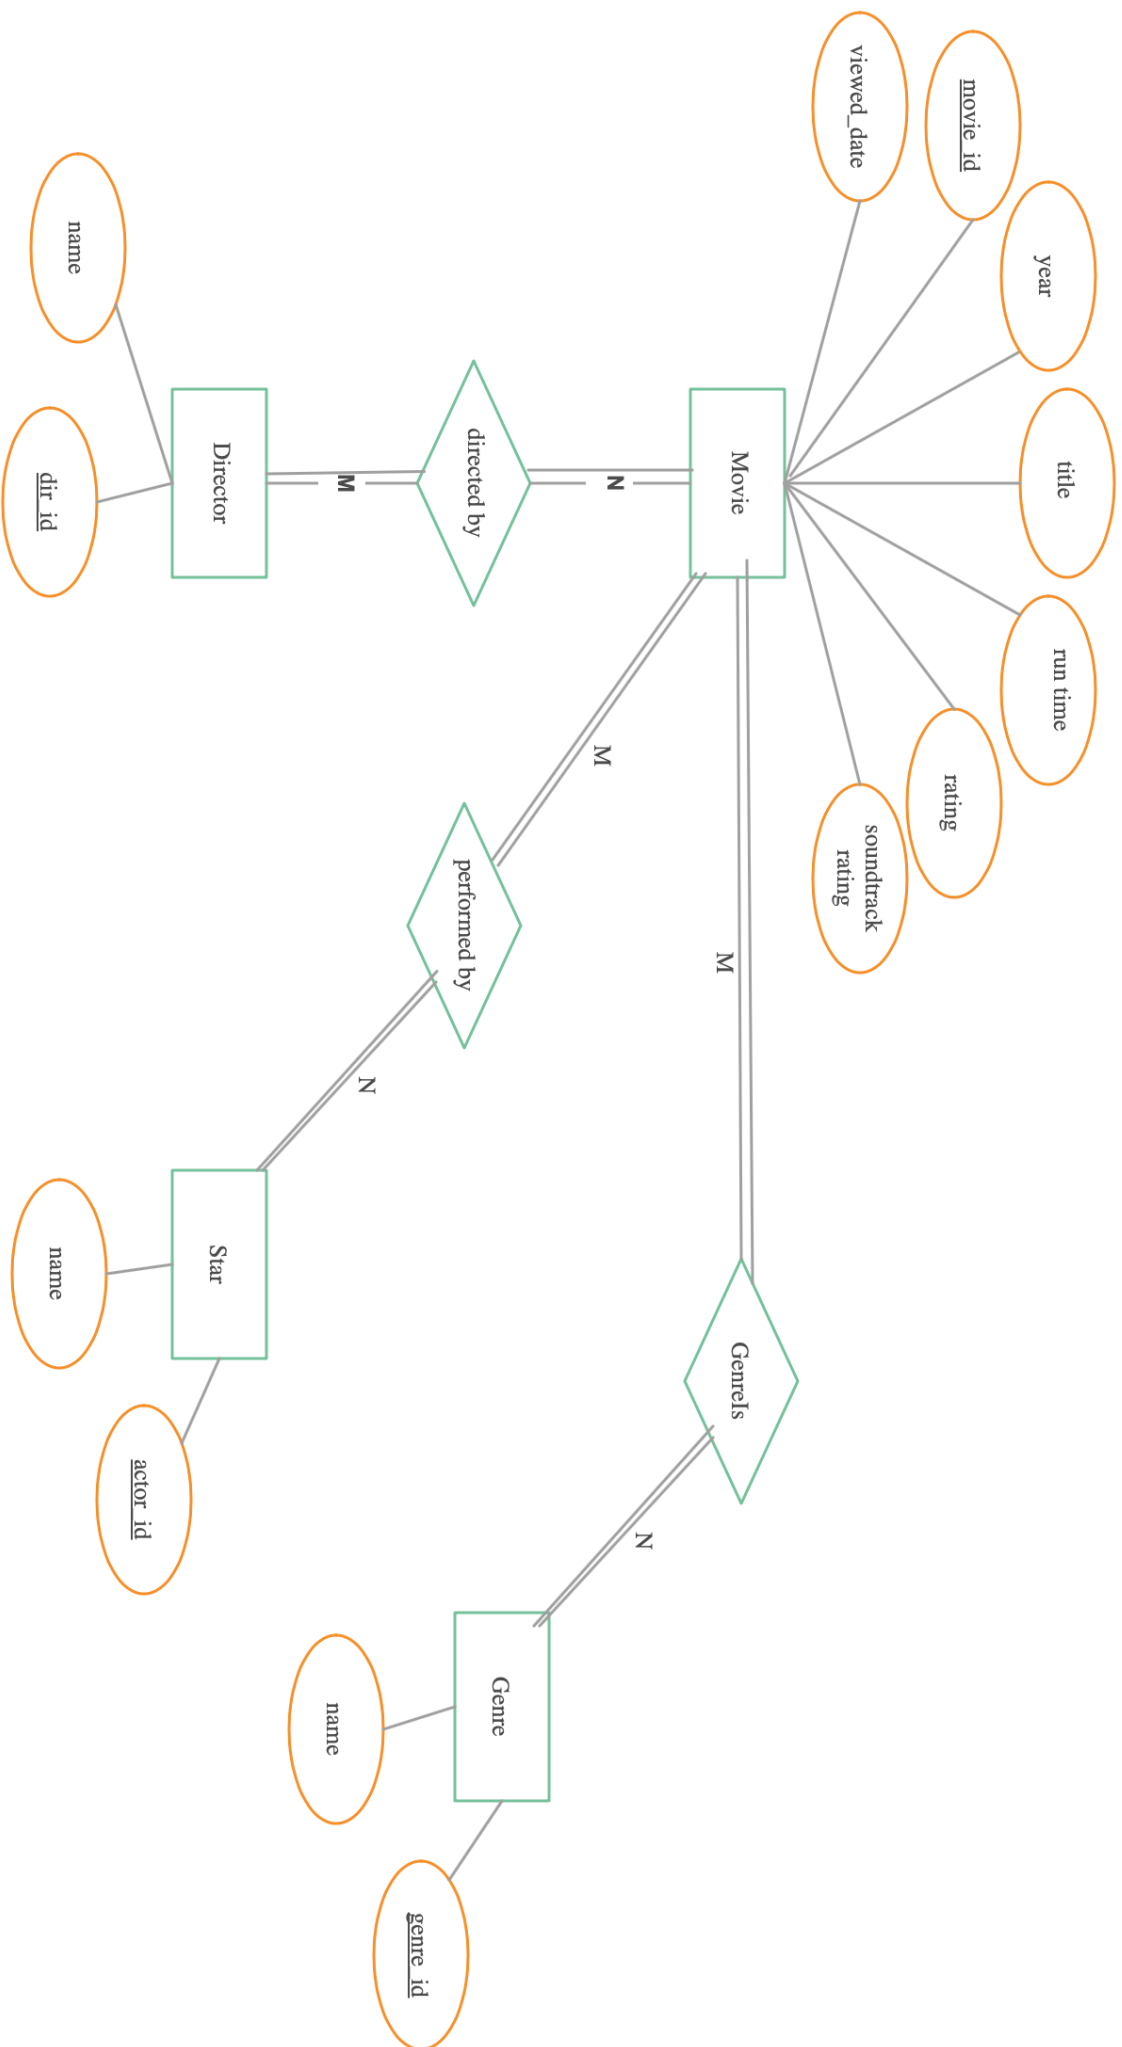 title
year
run time
movie_id
rating
viewed_date
soundtrack
rating
Movie
GenreIs
M
N
M
N
Genre
directed by
performed by
genre_id
M
N
name
Director
Star
actor_id
name
name
dir_id